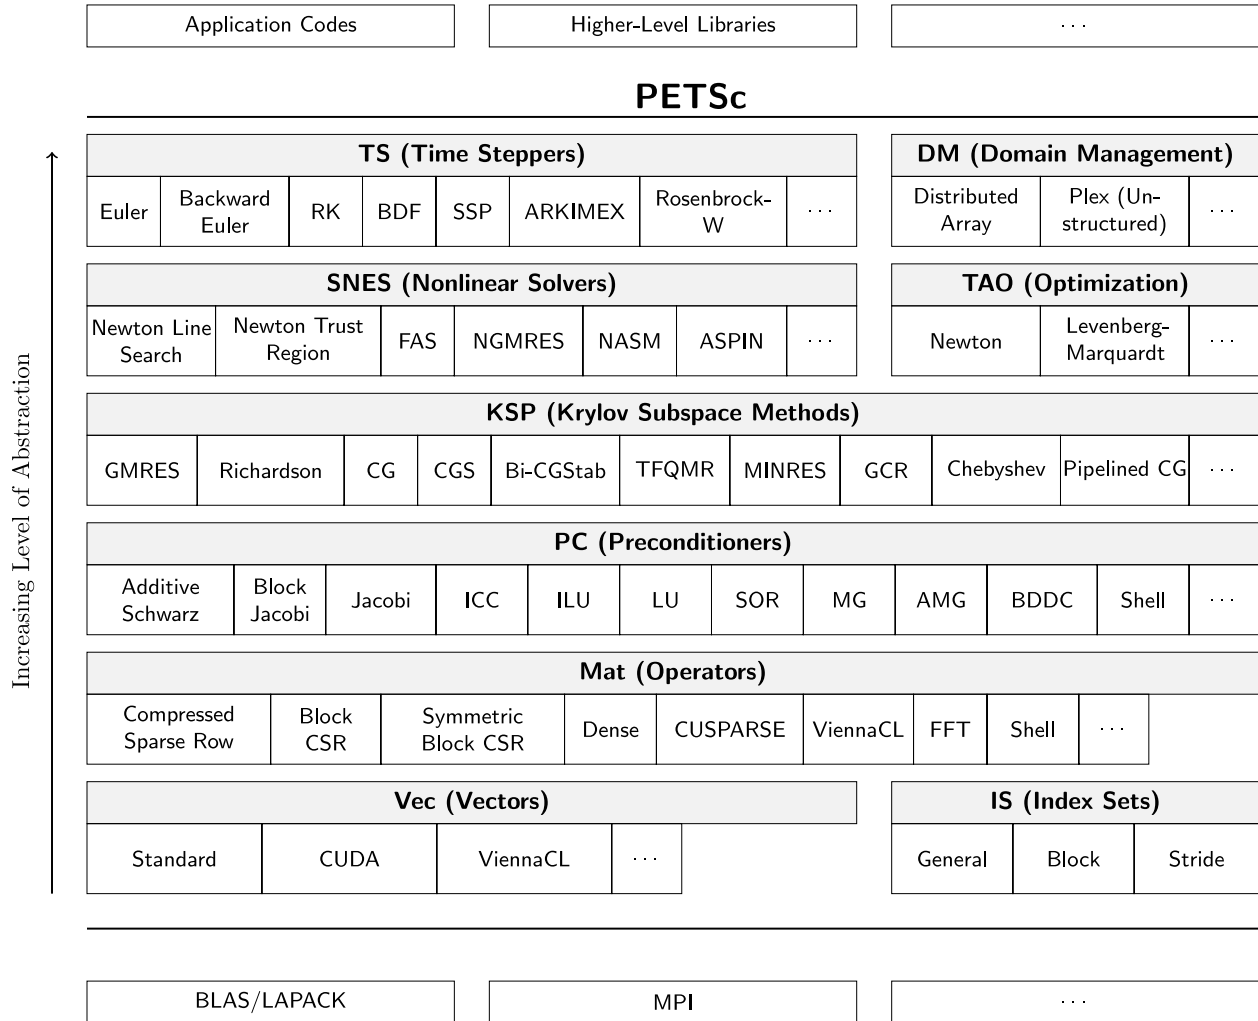 Application Codes
Higher-Level Libraries
· · ·
PETSc
TS (Time Steppers)
DM (Domain Management)
Euler
Backward
Euler
RK
BDF
SSP
ARKIMEX
Rosenbrock-
W
· · ·
Distributed
Array
Plex (Un-
structured)
· · ·
SNES (Nonlinear Solvers)
TAO (Optimization)
Newton Line
Search
Newton Trust
Region
FAS
NGMRES
NASM
ASPIN
· · ·
Newton
Levenberg-
Marquardt
· · ·
KSP (Krylov Subspace Methods)
GMRES
Richardson
CG
CGS
Bi-CGStab
TFQMR
MINRES
GCR
Chebyshev
Pipelined CG
· · ·
PC (Preconditioners)
Additive
Schwarz
Block
Jacobi
Jacobi
ICC
ILU
LU
SOR
MG
AMG
BDDC
Shell
· · ·
Mat (Operators)
Compressed
Sparse Row
Block
CSR
Symmetric
Block CSR
Dense
CUSPARSE
ViennaCL
FFT
Shell
· · ·
Vec (Vectors)
IS (Index Sets)
Standard
CUDA
ViennaCL
· · ·
General
Block
Stride
BLAS/LAPACK
MPI
· · ·
Increasing Level of Abstraction